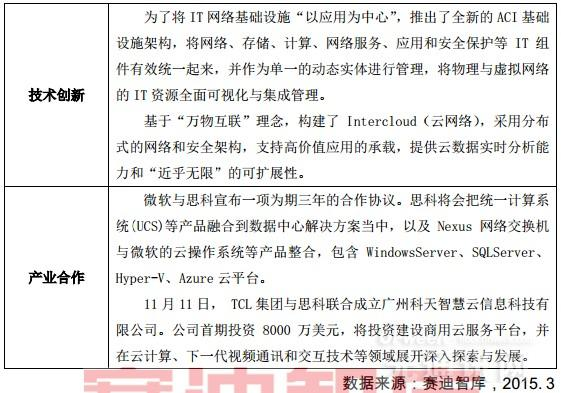 技术创新
为了将 IT 网络基础设施“以应用为中心”，推出了全新的 ACI 基础
设施架构，将网络、存储、计算、网络服务、应用和安全保护等 IT 组
件有效统一起来，并作为单一的动态实体进行管理，将物理与虚拟网络
的 IT 资源全面可视化与集成管理。
基于“万物互联”理念，构建了 Intercloud（云网络），采用分布
式的网络和安全架构，支持高价值应用的承载，提供云数据实时分析能
力和“近乎无限”的可扩展性。
产业合作
微软与思科宣布一项为期三年的合作协议。思科将会把统一计算系
统(UCS)等产品融合到数据中心解决方案当中，以及 Nexus 网络交换机
与微软的云操作系统等产品整合，包含 WindowsServer、SQLServer、
Hyper-V、Azure 云平台。
11 月 11 日， TCL 集团与思科联合成立广州科天智慧云信息科技有
限公司。公司首期投资 8000 万美元，将投资建设商用云服务平台，并
在云计算、下一代视频通讯和交互技术等领域展开深入探索与发展。
数据来源：赛迪智库，2015.3